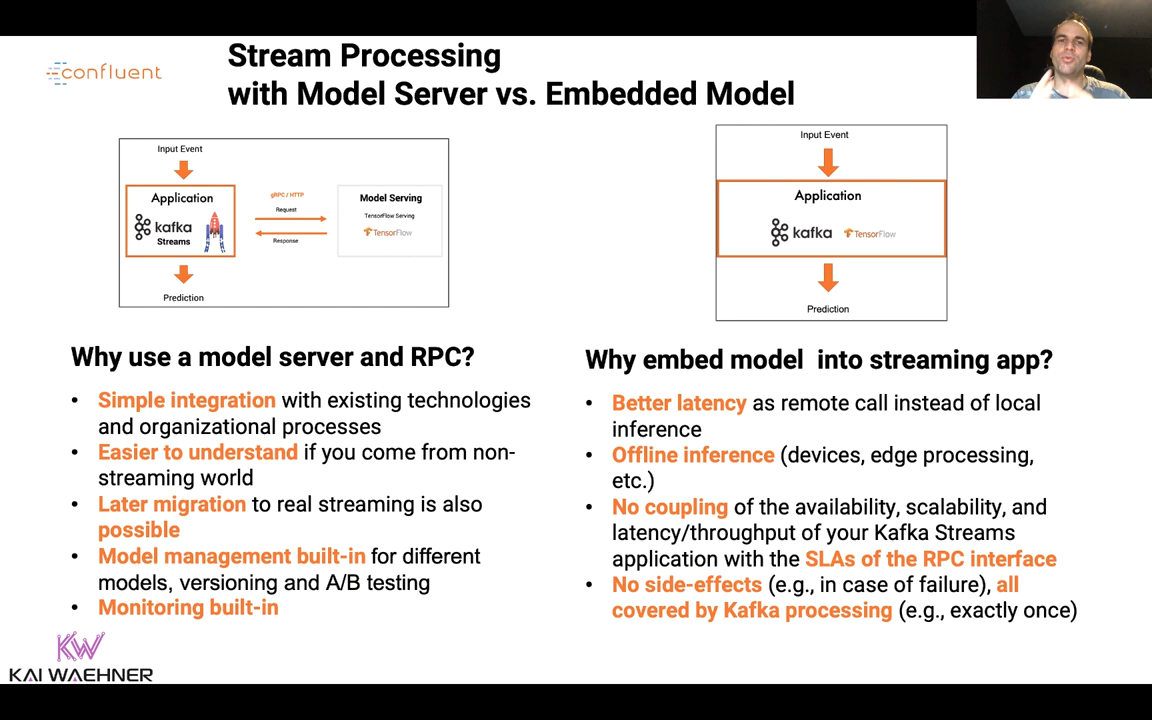 confluent
Stream Processing
with Model Server vs. Embedded Model
Input Event
Application
kafka
Streams
Prediction
gRPC / HTTP
Request
Response
Model Serving
TensorFlow Serving
TensorFlow
Input Event
Application
kafka
TensorFlow
Prediction
Why use a model server and RPC?
• Simple integration with existing technologies
and organizational processes
• Easier to understand if you come from non-
streaming world
• Later migration to real streaming is also
possible
• Model management built-in for different
models, versioning and A/B testing
• Monitoring built-in
Why embed model into streaming app?
• Better latency as remote call instead of local
inference
• Offline inference (devices, edge processing,
etc.)
• No coupling of the availability, scalability, and
latency/throughput of your Kafka Streams
application with the SLAs of the RPC interface
• No side-effects (e.g., in case of failure), all
covered by Kafka processing (e.g., exactly once)
KW
KAI WAEHNER